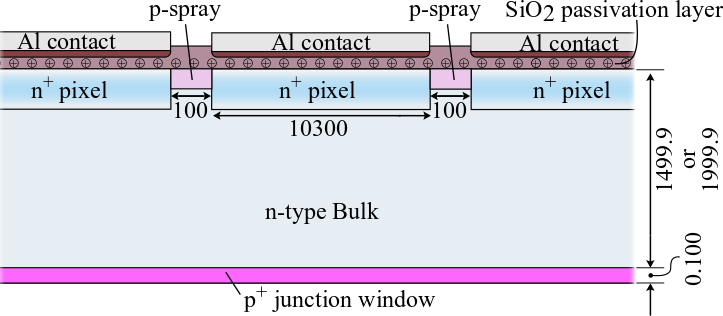 p-spray
p-spray
SiO2 passivation layer
Al contact
Al contact
Al contact
n+ pixel
n+ pixel
n+ pixel
100
100
10300
1499.9
or
1999.9
n-type Bulk
0.100
p+ junction window